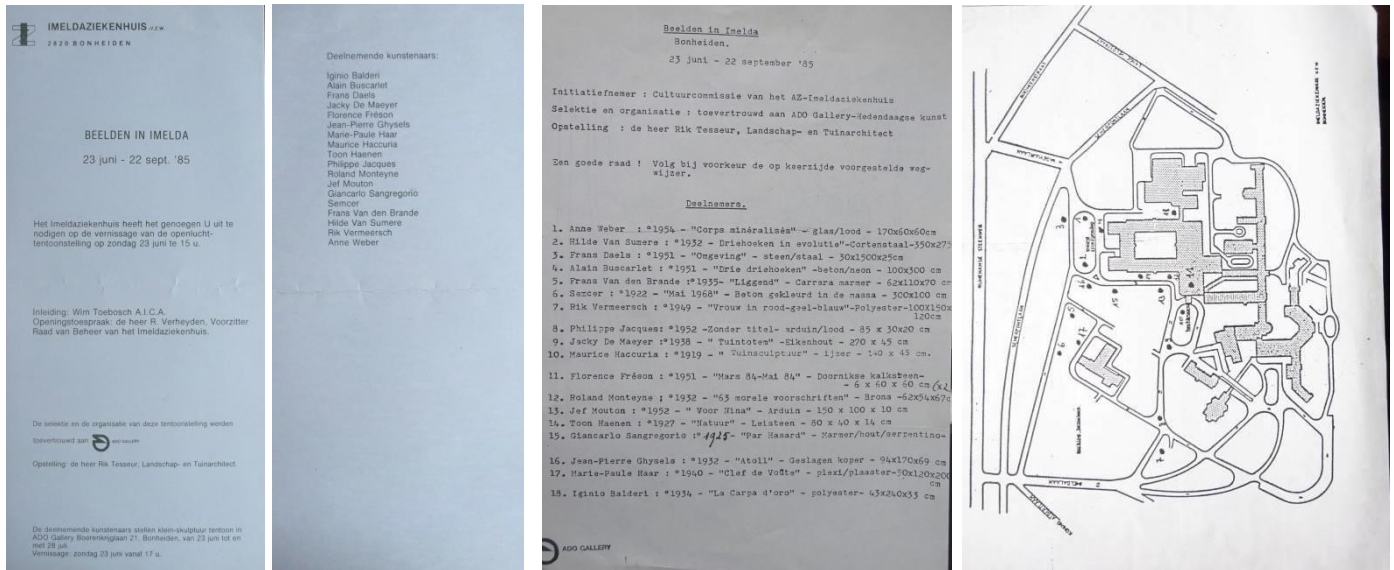 IMELDAZIEKENHUIS v.z.w.
2820 BONHEIDEN
BEELDEN IN IMELDA
23 juni - 22 sept. '85
Het Imeldaziekenhuis heeft het genoegen U uit te
nodigen op de vernissage van de openlucht-
tentoonstelling op zondag 23 juni te 15 u.
Inleiding: Wim Toebosch A.I.C.A.
Openingstoespraak: de heer R. Verheyden, Voorzitter
Raad van Beheer van het Imeldaziekenhuis.
De selektie en de organisatie van deze tentoonstelling werden
toevertrouwd aan ADO GALLERY
Opstelling: de heer Rik Tesseur, Landschap- en Tuinarchitect
De deelnemende kunstenaars stellen klein-skulptuur tentoon in
ADO Gallery Boerenkrijglaan 21, Bonheiden, van 23 juni tot en
met 28 juli.
Vernissage: zondag 23 juni vanaf 17 u.
Deelnemende kunstenaars:
Iginio Balderi
Alain Buscarlet
Frans Daels
Jacky De Maeyer
Florence Fréson
Jean-Pierre Ghysels
Marie-Paule Haar
Maurice Haccuria
Toon Haenen
Philippe Jacques
Roland Monteyne
Jef Mouton
Giancarlo Sangregorio
Semcer
Frans Van den Brande
Hilde Van Sumere
Rik Vermeersch
Anne Weber
Beelden in Imelda
Bonheiden.
23 juni - 22 september '85
Initiatiefnemer : Cultuurcommissie van het AZ-Imeldaziekenhuis
Selektie en organisatie : toevertrouwd aan ADO Gallery-Hedendaagse kunst
Opstelling : de heer Rik Tesseur, Landschap- en Tuinarchitect
Een goede raad ! Volg bij voorkeur de op keerzijde voorgestelde weg-
wijzer.
Deelnemers.
1. Anne Weber : °1954 - "Corps minéralisés" - glas/lood - 170x60x60cm
2. Hilde Van Sumere : °1932 - Driehoeken in evolutie"-Cortenstaal-350x275
3. Frans Daels : °1951 - "Omgeving" - steen/staal - 30x1500x25cm
4. Alain Buscarlet : °1951 - "Drie driehoeken" -beton/neon - 100x300 cm
5. Frans Van den Brande :°1935- "Liggend" - Carrara marmer - 62x110x70 cm
6. Semcer : °1922 - "Mai 1968" - Beton gekleurd in de massa - 300x100 cm
7. Rik Vermeersch : °1949 - "Vrouw in rood-geel-blauw"-Polyester-100X150x
120cm
8. Philippe Jacques: °1952 -Zonder titel- arduin/lood - 85 x 30x20 cm
9. Jacky De Maeyer : °1938 - " Tuintotem" -Eikenhout - 270 x 45 cm
10. Maurice Haccuria : °1919 - " Tuinsculptuur" - ijzer - 140 x 45 cm.
11. Florence Fréson : °1951 - "Mars 84-Mai 84" - Doornikse kalksteen-
- 6 x 60 x 60 cm (x2)
12. Roland Monteyne : °1932 - "63 morele voorschriften" - Brons -62x54x67c
13. Jef Mouton : °1952 - " Voor Nina" - Arduin - 150 x 100 x 10 cm
14. Toon Haenen : °1927 - "Natuur" - Leisteen - 80 x 40 x 14 cm
15. Giancarlo Sangregorio :°1925- "Par Hasard" - Marmer/hout/serpentino-
16. Jean-Pierre Ghysels : °1932 - "Atoll" - Geslagen koper - 94x170x69 cm
17. Marie-Paule Haar : °1940 - "Clef de Voûte" - plexi/plaaster-50x120x200
cm
18. Iginio Balderi : °1934 - "La Carpa d'oro" - polyester- 43x240x33 cm
ADO GALLERY
IMELDAZIEKENHUIS v.z.w.
BONHEIDEN
IMELDALAAN